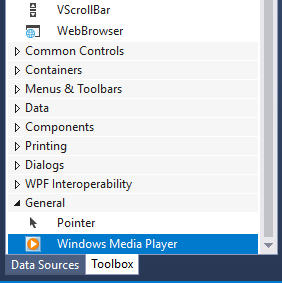 VScrollBar
WebBrowser
Common Controls
Containers
Menus & Toolbars
Data
Components
Printing
Dialogs
WPF Interoperability
General
Pointer
Windows Media Player
Data Sources Toolbox